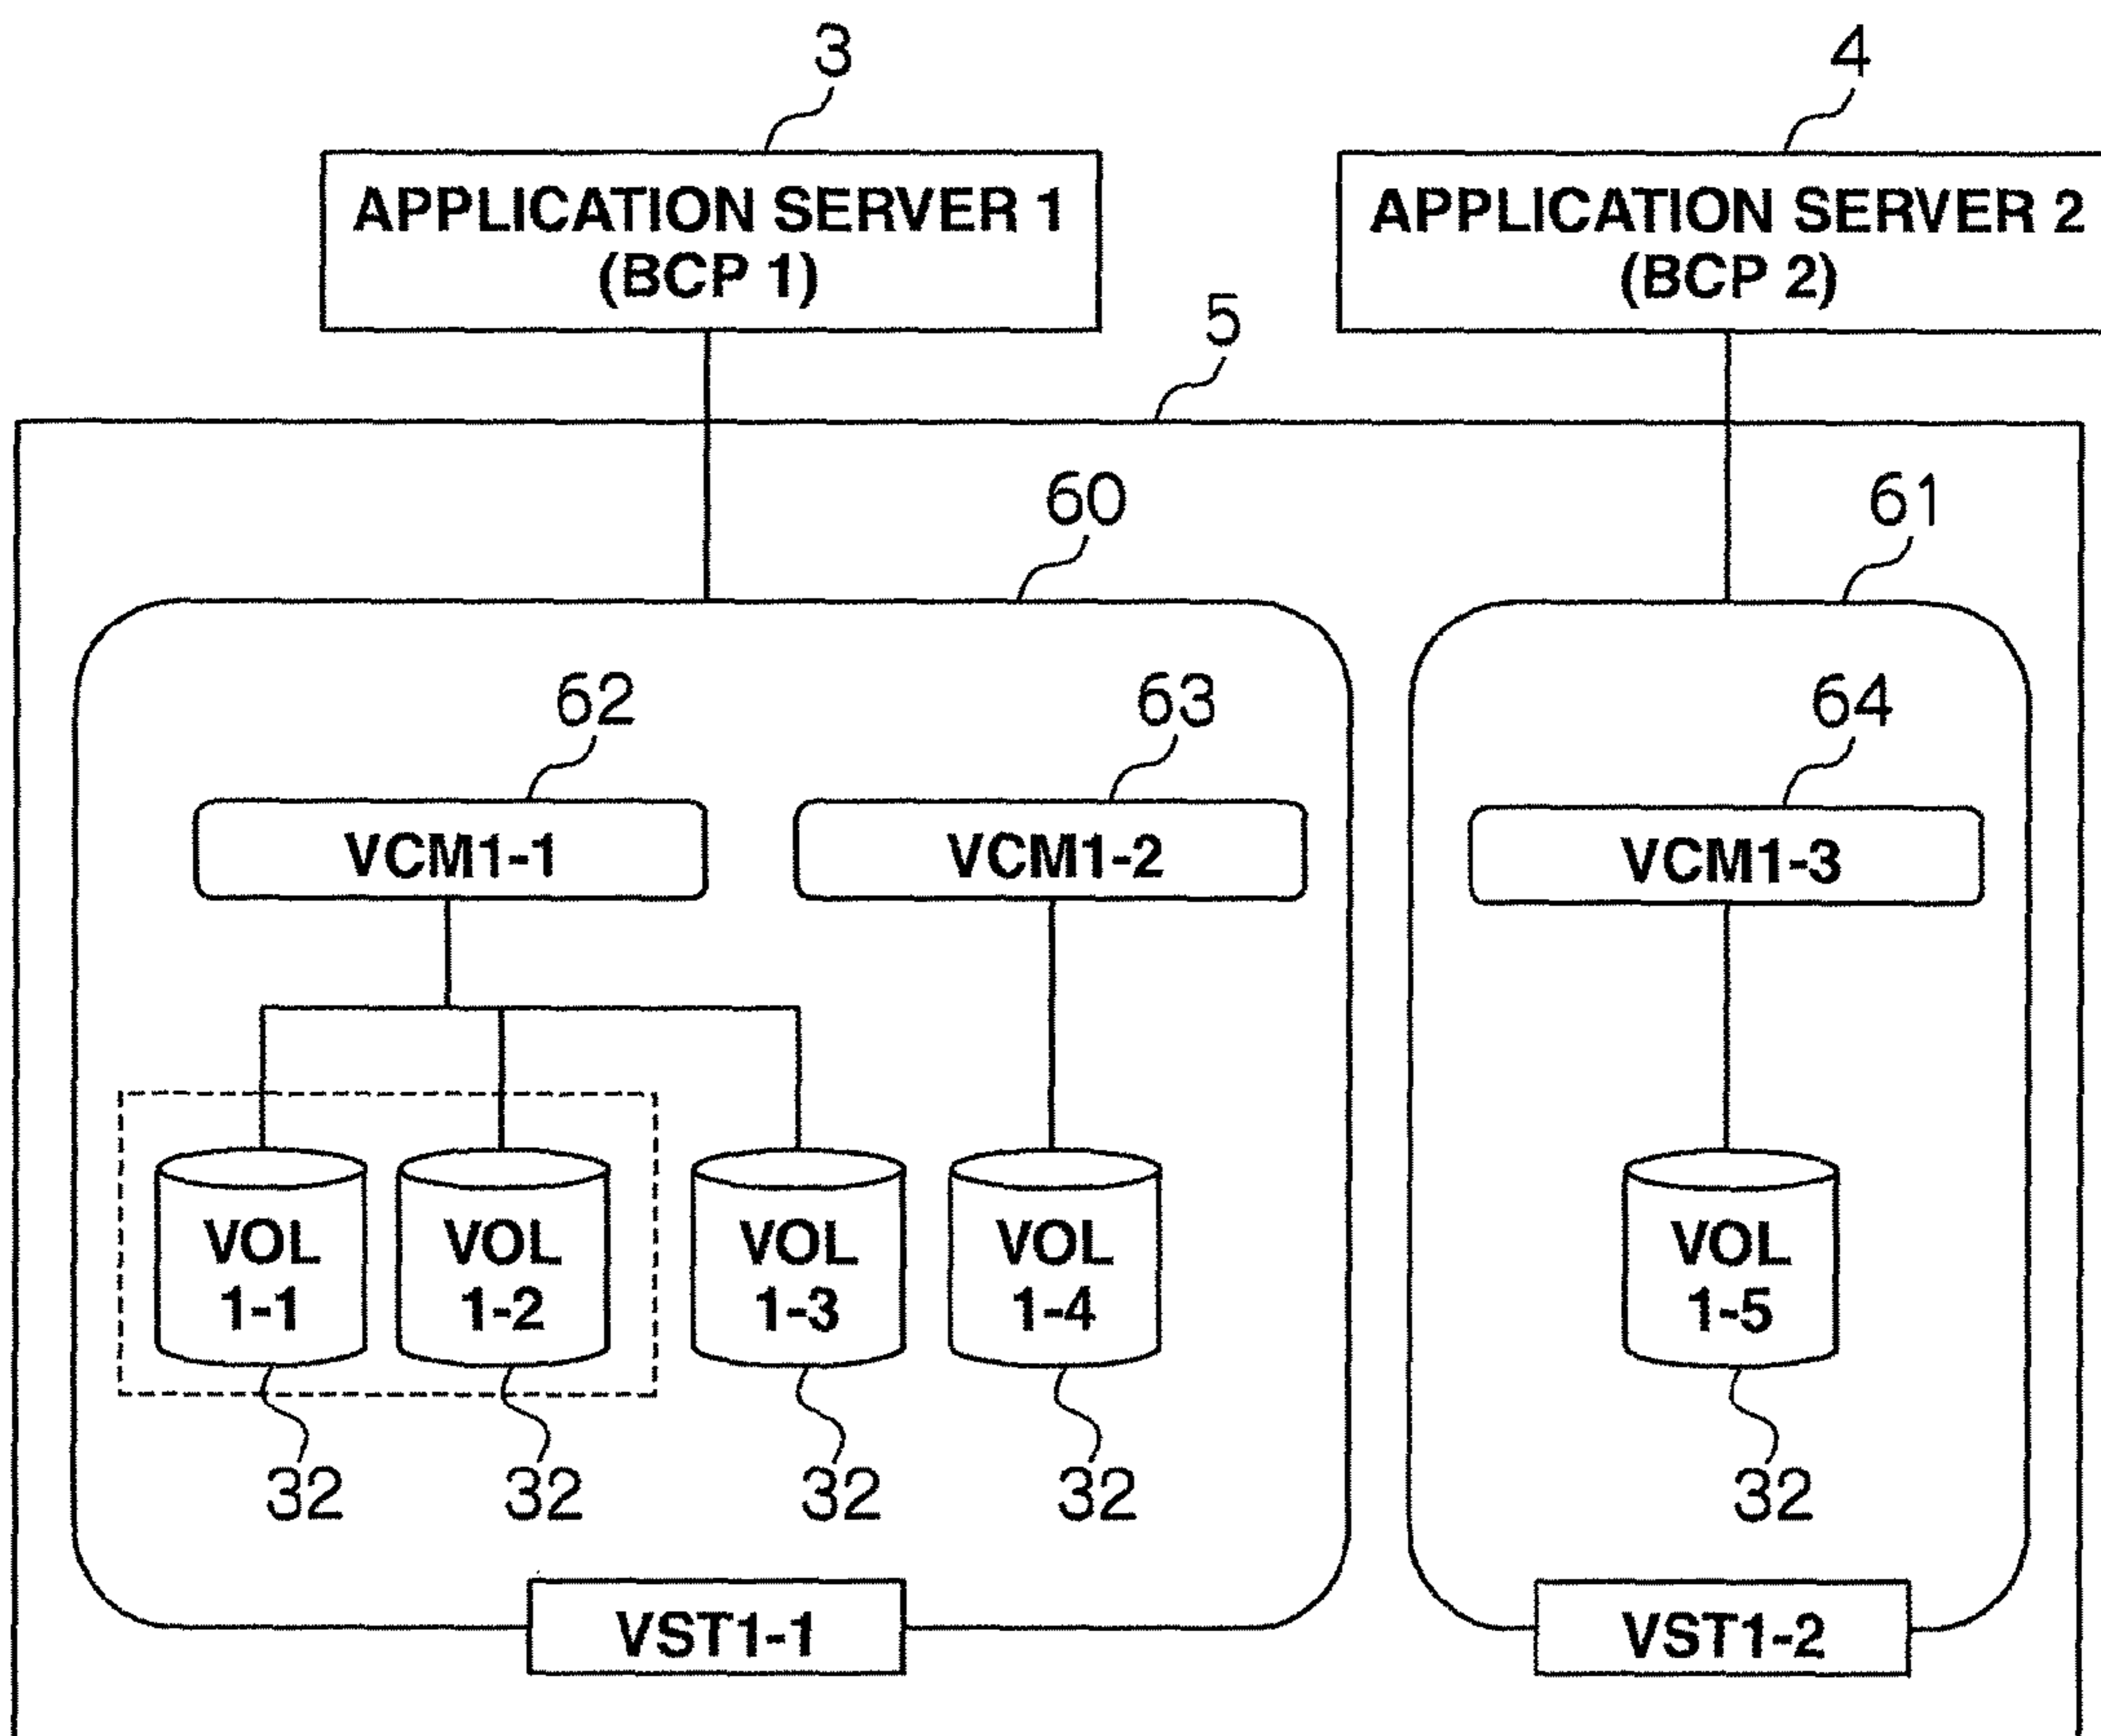 3
4
APPLICATION SERVER 1
(BCP 1)
APPLICATION SERVER 2
(BCP 2)
5
60
61
62
63
64
VCM1-1
VCM1-2
VCM1-3
VOL
1-1
VOL
1-2
VOL
1-3
VOL
1-4
VOL
1-5
32
32
32
32
32
VST1-1
VST1-2